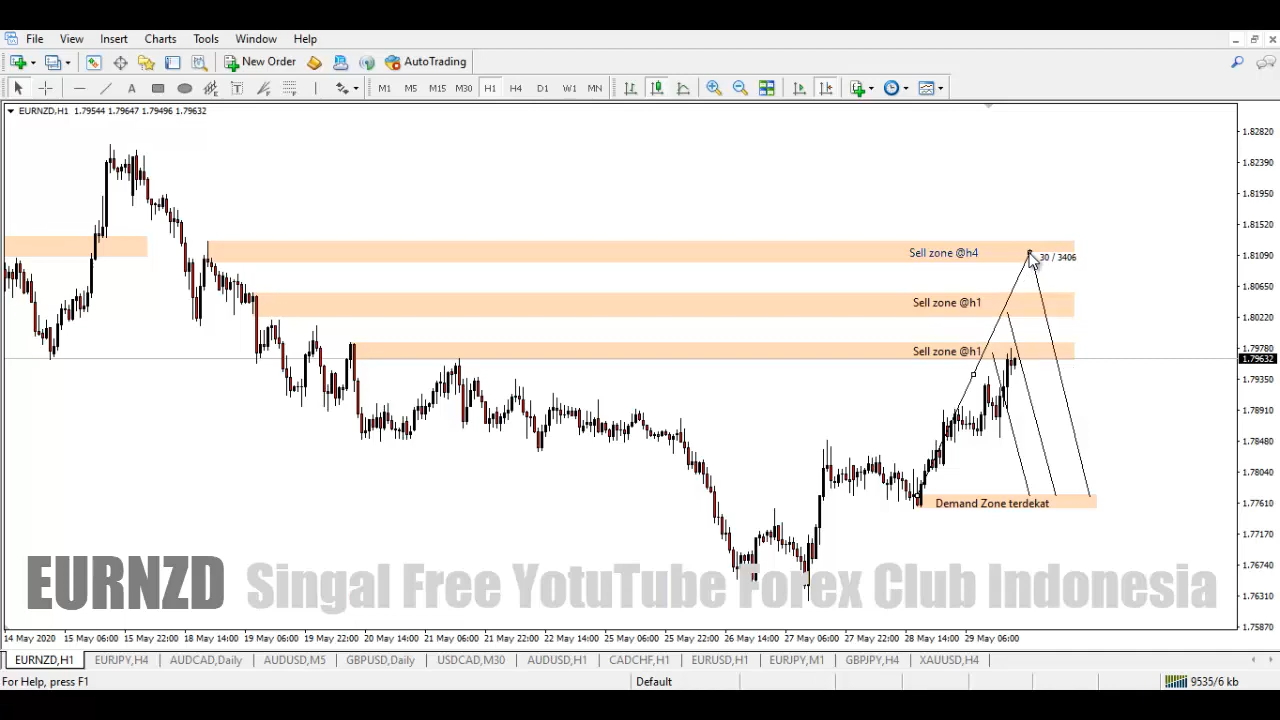 File View Insert Charts Tools Window Help
New Order AutoTrading
A T M1 M5 M15 M30 H1 H4 D1 W1 MN
EURNZD,H1 1.79544 1.79647 1.79496 1.79632
1.82820
1.82390
1.81950
1.81520
Sell zone @h4
30 / 3406
1.81090
1.80650
Sell zone @h1
1.80220
Sell zone @h1
1.79780
1.79632
1.79350
1.78910
1.78480
1.78040
Demand Zone terdekat
1.77610
1.77170
1.76740
EURNZD Singal Free YotuTube Forex Club Indonesia
1.76310
1.75870
14 May 2020 15 May 06:00 15 May 22:00 18 May 14:00 19 May 06:00 19 May 22:00 20 May 14:00 21 May 06:00 21 May 22:00 22 May 14:00 25 May 06:00 25 May 22:00 26 May 14:00 27 May 06:00 27 May 22:00 28 May 14:00 29 May 06:00
EURNZD,H1 EURJPY,H4 AUDCAD,Daily AUDUSD,M5 GBPUSD,Daily USDCAD,M30 AUDUSD,H1 CADCHF,H1 EURUSD,H1 EURJPY,M1 GBPJPY,H4 XAUUSD,H4
For Help, press F1 Default 9535/6 kb